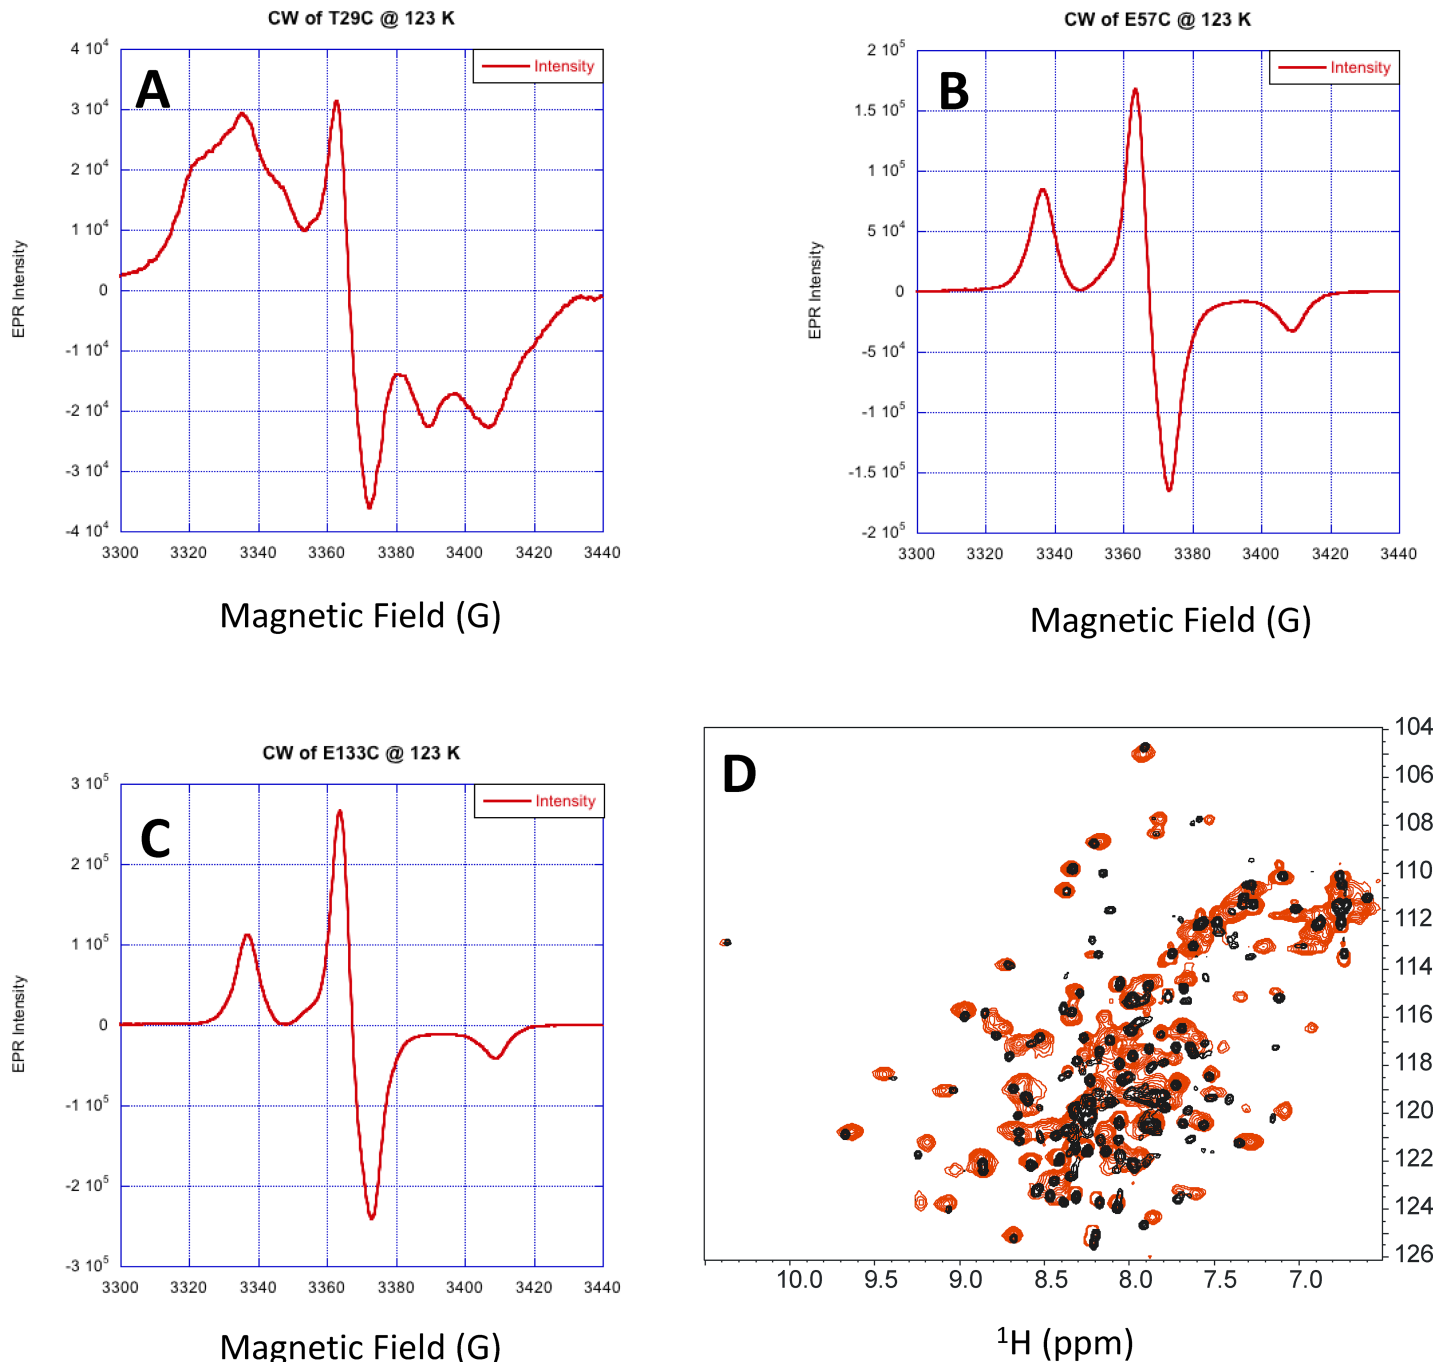 CW of T29C @ 123 K
A
Intensity
4 10^4
3 10^4
2 10^4
1 10^4
0
-1 10^4
-2 10^4
-3 10^4
-4 10^4
EPR Intensity
3300 3320 3340 3360 3380 3400 3420 3440
Magnetic Field (G)
CW of E57C @ 123 K
B
Intensity
2 10^5
1.5 10^5
1 10^5
5 10^4
0
-5 10^4
-1 10^5
-1.5 10^5
-2 10^5
EPR Intensity
3300 3320 3340 3360 3380 3400 3420 3440
Magnetic Field (G)
CW of E133C @ 123 K
C
Intensity
3 10^5
2 10^5
1 10^5
0
-1 10^5
-2 10^5
-3 10^5
EPR Intensity
3300 3320 3340 3360 3380 3400 3420 3440
Magnetic Field (G)
D
104
106
108
110
112
114
116
118
120
122
124
126
10.0 9.5 9.0 8.5 8.0 7.5 7.0
^1H (ppm)